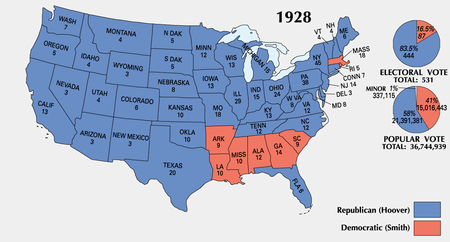 1928
WASH
7
OREGON
5
CALIF
13
NEVADA
3
IDAHO
4
MONTANA
4
WYOMING
3
UTAH
4
COLORADO
6
ARIZONA
3
NEW MEXICO
3
N DAK
5
S DAK
5
NEBRASKA
8
KANSAS
10
OKLA
10
TEXAS
20
MINN
12
IOWA
13
MO
18
ARK
9
LA
10
WIS
13
ILL
29
MICHIGAN 15
IND
15
OHIO
24
KY
13
TENN
12
MISS
10
ALA
12
GA
14
FLA 6
SC
9
NC
12
VA
12
W VA
8
PA
38
NY
45
VT
4
NH
4
ME
6
MASS
18
RI 5
CONN 7
NJ 14
DEL 3
MD 8
16.5%
87
83.5%
444
ELECTORAL VOTE
TOTAL: 531
MINOR 1%
337,115
41%
15,016,443
58%
21,391,381
POPULAR VOTE
TOTAL: 36,744,939
Republican (Hoover)
Democratic (Smith)